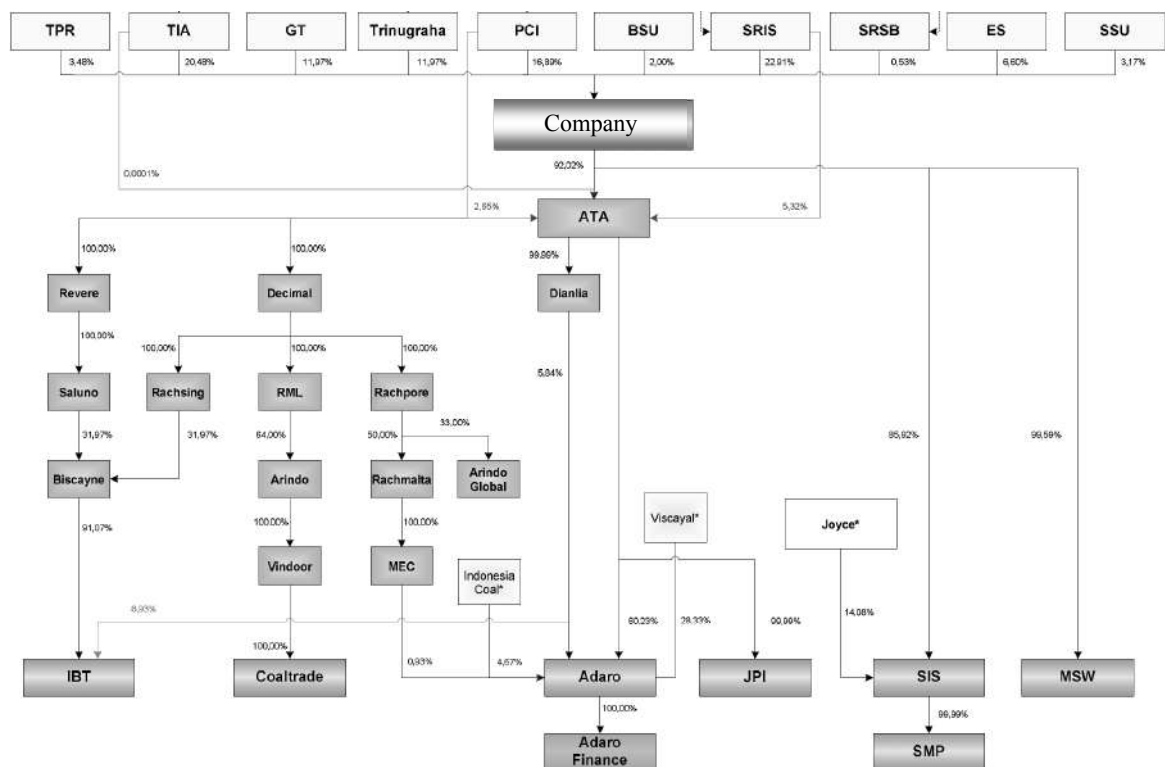 TPR TIA GT Trinugraha PCI BSU SRIS SRSB ES SSU
3,48% 20,48% 11,97% 11,97% 16,89% 2,00% 22,91% 0,53% 6,60% 3,17%
Company
92,02%
0,0001%
2,65% 5,32%
ATA
100,00% 100,00% 99,99%
Revere Decimal Dianlia
100,00% 100,00% 100,00% 100,00%
5,84%
Saluno Rachsing RML Rachpore
33,00%
31,97% 31,97% 64,00% 50,00%
85,92% 99,59%
Biscayne Arindo Rachmalta Arindo
Global
Viscayal*
Joyce*
91,07% 100,00% 100,00%
Vindoor MEC Indonesia
Coal*
8,93% 60,23% 28,33% 99,99% 14,08%
100,00% 0,93% 4,67%
IBT Coaltrade Adaro JPI SIS MSW
100,00% 99,99%
Adaro
Finance
SMP